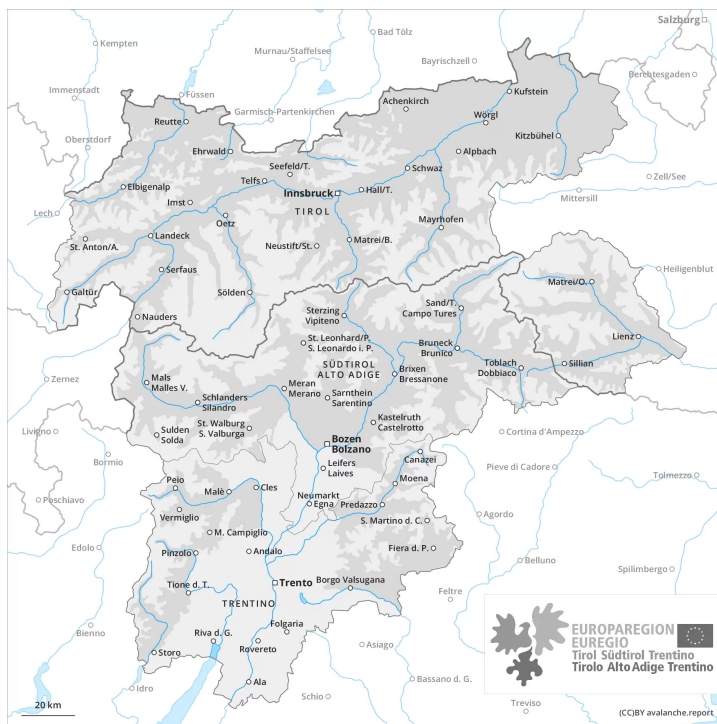 Salzburg
Kempten
Bad Tölz
Murnau/Staffelsee
Bayrischzell
Berchtesgaden
Immenstadt
Füssen
Garmisch-Partenkirchen
Achenkirch
Kufstein
Reutte
Wörgl
Oberstdorf
Ehrwald
Kitzbühel
Alpbach
Seefeld/T.
Schwaz
Zell/See
Telfs
Elbigenalp
Innsbruck
Hall/T.
Mittersill
Imst
TIROL
Lech
Oetz
Mayrhofen
Landeck
St. Anton/A.
Neustift/St.
Matrei/B.
Serfaus
Heiligenblut
Galtür
Sölden
Matrei/O.
Nauders
Sterzing
Vipiteno
Sand/T.
Campo Tures
Lienz
St. Leonhard/P.
S. Leonardo i. P.
Bruneck
Brunico
Toblach
Dobbiaco
Sillian
SÜDTIROL
ALTO ADIGE
Brixen
Bressanone
Zernez
Mals
Malles V.
Meran
Merano
Schlanders
Silandro
Sarnthein
Sarentino
St. Walburg
S. Valburga
Kastelruth
Castelrotto
Livigno
Sulden
Solda
Bozen
Bolzano
Cortina d'Ampezzo
Bormio
Canazei
Leifers
Laives
Pieve di Cadore
Tolmezzo
Peio
Malè
Cles
Moena
Poschiavo
Neumarkt
Egna
Predazzo
Vermiglio
Agordo
S. Martino d. C.
M. Campiglio
Edolo
Pinzolo
Andalo
Fiera d. P.
Belluno
Spilimbergo
Tione d. T.
Trento
Borgo Valsugana
Feltre
TRENTINO
Folgaria
Bienno
Riva d. G.
Rovereto
Asiago
Storo
Ala
Idro
Schio
Bassano d. G.
Treviso
EUROPAREGION
EUREGIO
Tirol Südtirol Trentino
Tirolo Alto Adige Trentino
20 km
(CC)BY avalanche.report